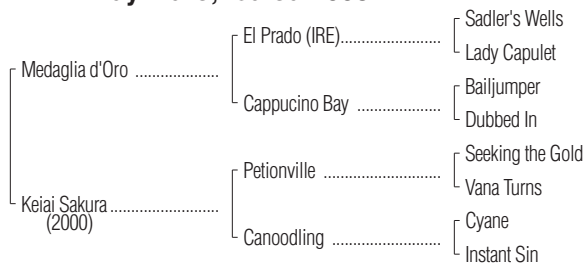 Sadler's Wells
El Prado (IRE)....................
Lady Capulet
Medaglia d'Oro .................
Bailjumper
Cappucino Bay .................
Dubbed In
Seeking the Gold
Petionville ........................
Vana Turns
Keiai Sakura......................
(2000)
Cyane
Canoodling ......................
Instant Sin